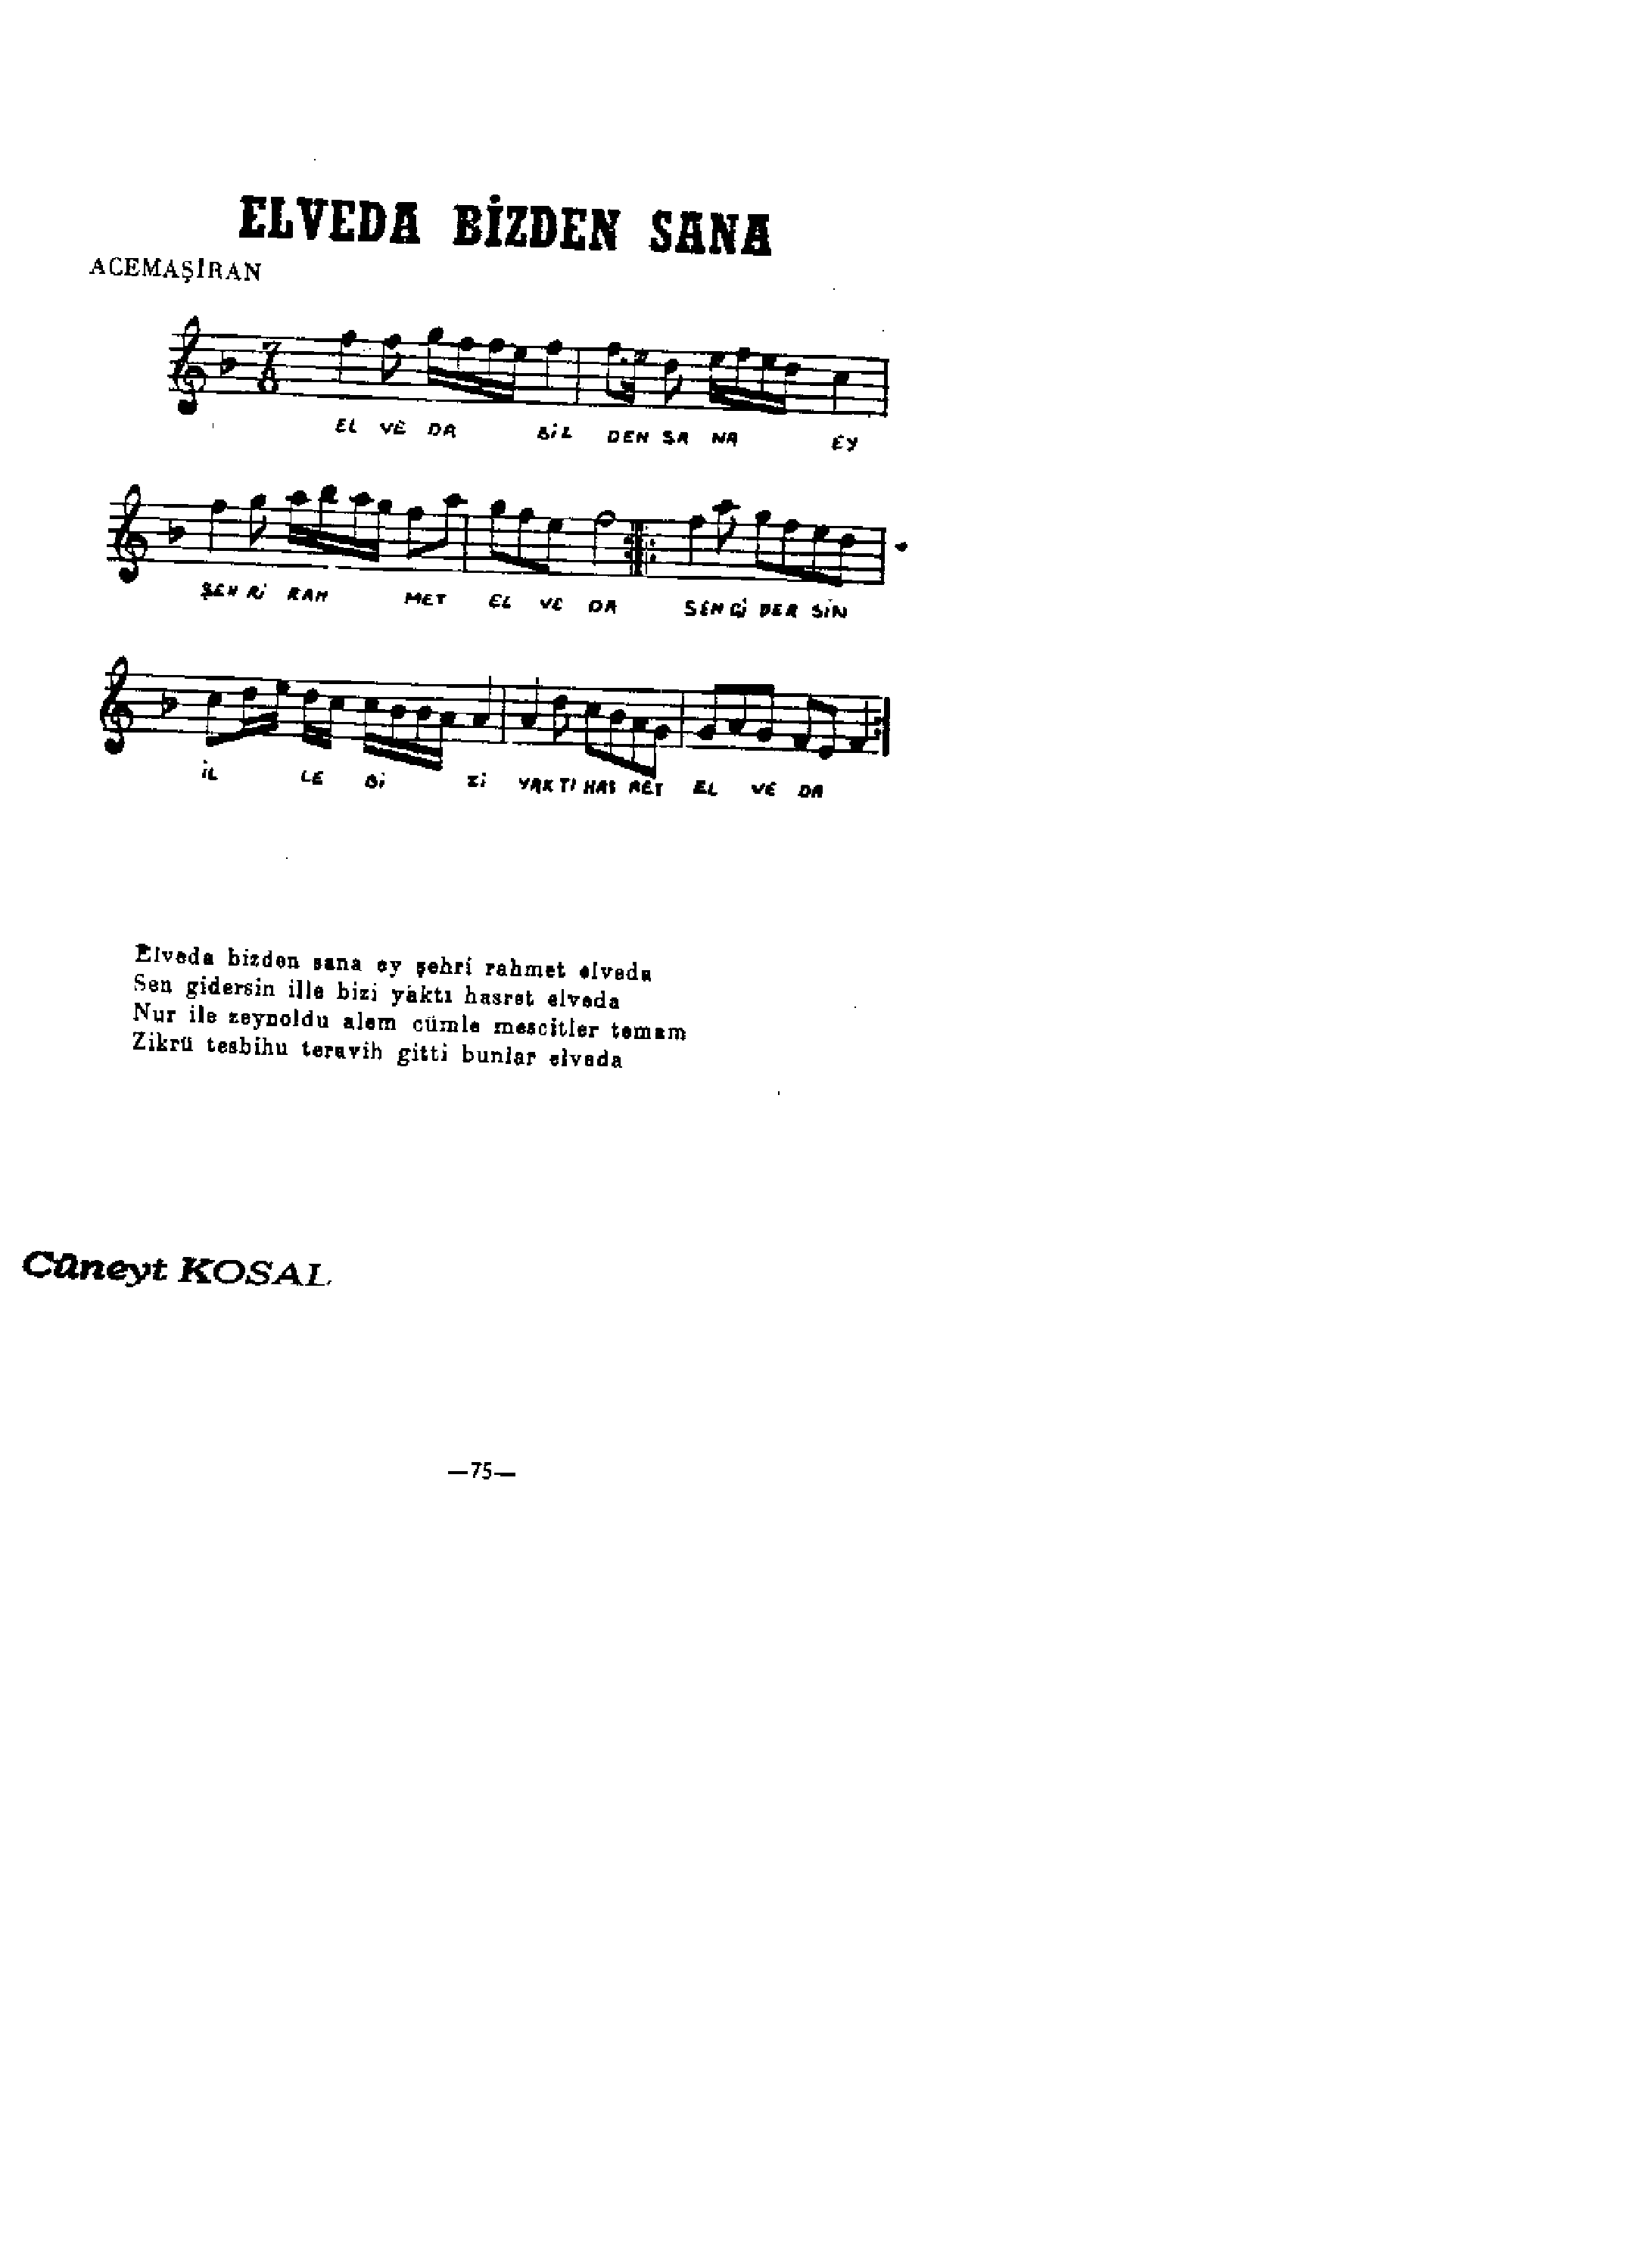 ELVEDA BİZDEN SANA
ACEMAŞİRAN
7
8
EL VE DA BİZ DEN SA NA EY
ŞEH Rİ RAH MET EL VE DA SEN Gİ DER SİN
İL LE Bİ Zİ YAK TI HAS RET EL VE DA
Elveda bizden sana ey şehri rahmet elveda
Sen gidersin ille bizi yaktı hasret elveda
Nur ile zeynoldu alem cümle mescitler temam
Zikrü tesbihu teravih gitti bunlar elveda
Cüneyt KOSAL
—75—